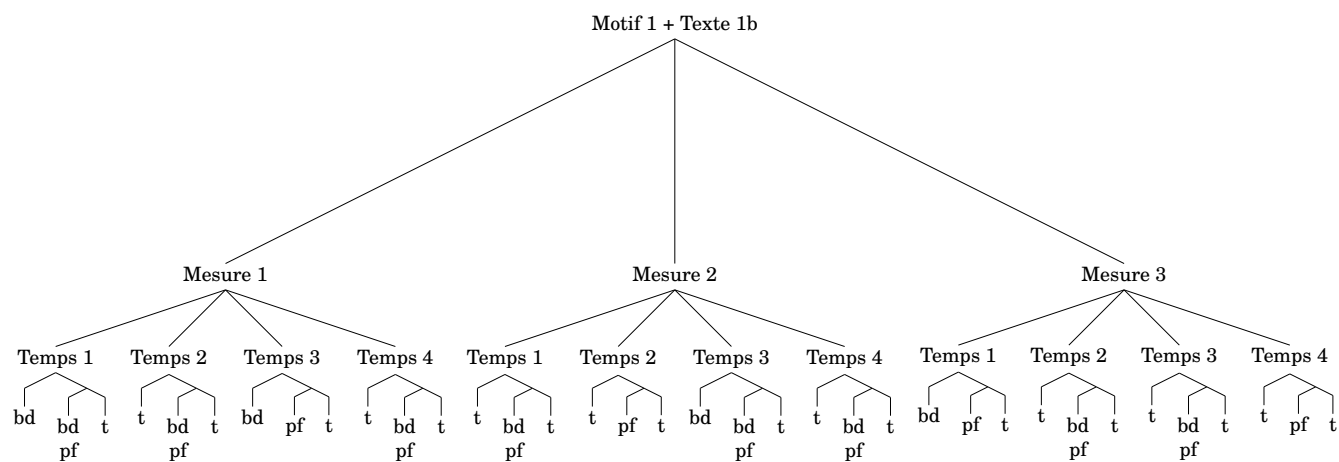 Motif 1 + Texte 1b
Mesure 1 Mesure 2 Mesure 3
Temps 1 Temps 2 Temps 3 Temps 4 Temps 1 Temps 2 Temps 3 Temps 4 Temps 1 Temps 2 Temps 3 Temps 4
bd bd t t bd t bd pf t t bd t t bd t t pf t bd bd t t bd t bd pf t t bd t t bd t t pf t
pf pf pf pf pf pf pf pf